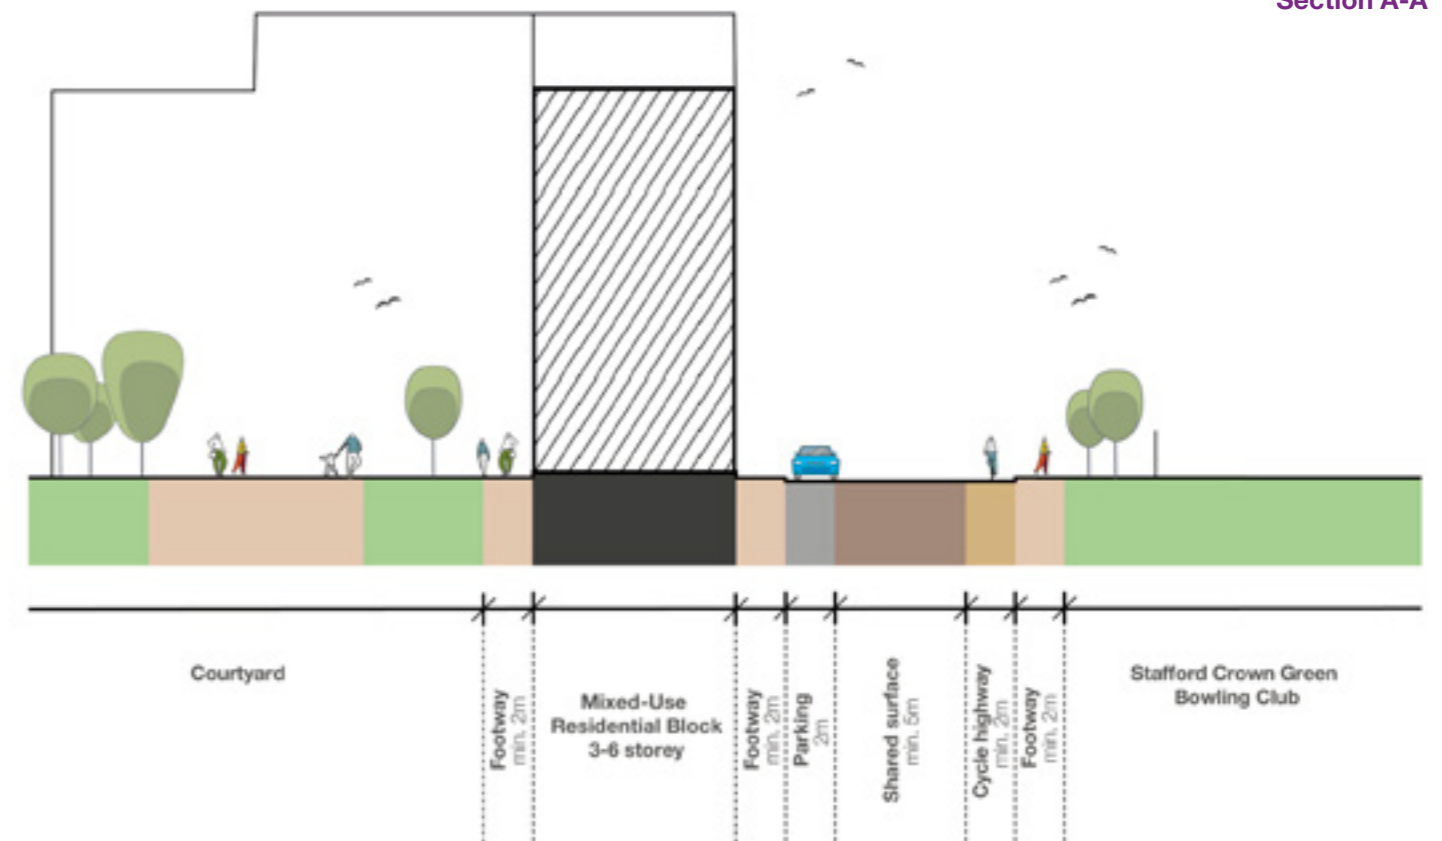 Section A-A
Courtyard
Footway
min. 2m
Mixed-Use
Residential Block
3-6 storey
Footway
min. 2m
Parking
2m
Shared surface
min. 5m
Cycle highway
min. 2m
Footway
min. 2m
Stafford Crown Green
Bowling Club